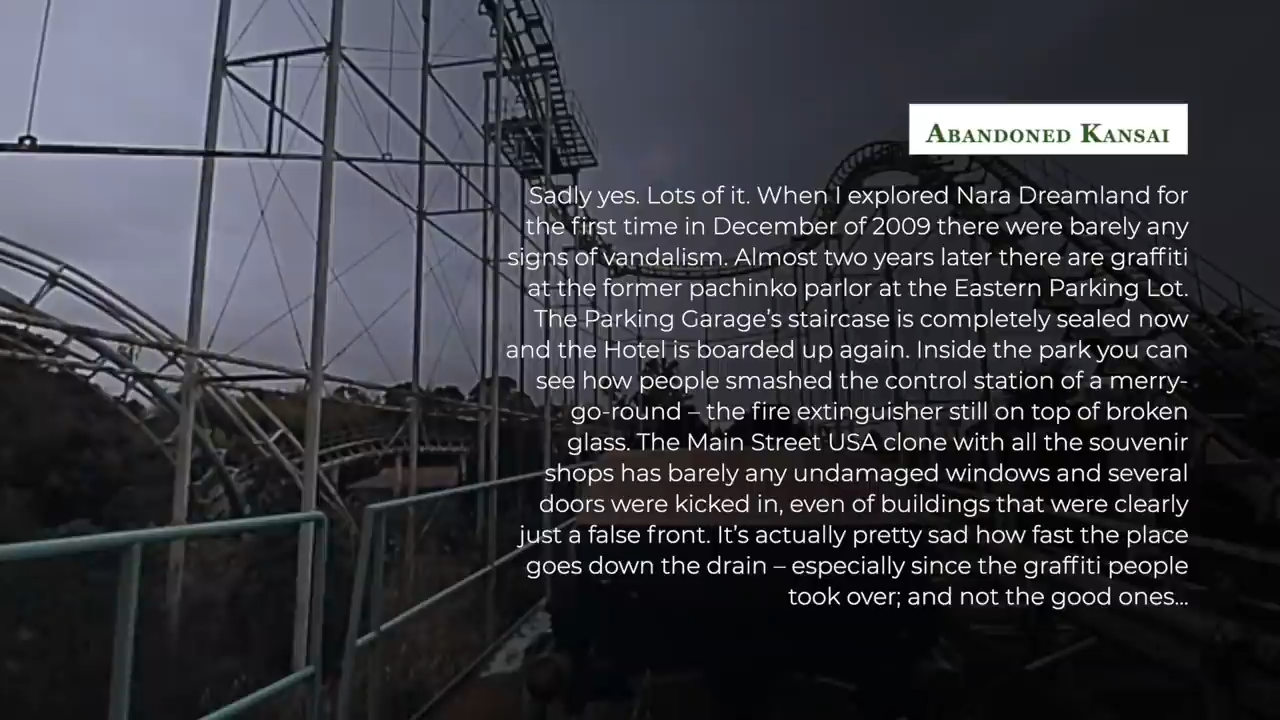 Abandoned Kansai
Sadly yes. Lots of it. When I explored Nara Dreamland for
the first time in December of 2009 there were barely any
signs of vandalism. Almost two years later there are graffiti
at the former pachinko parlor at the Eastern Parking Lot.
The Parking Garage’s staircase is completely sealed now
and the Hotel is boarded up again. Inside the park you can
see how people smashed the control station of a merry-
go-round – the fire extinguisher still on top of broken
glass. The Main Street USA clone with all the souvenir
shops has barely any undamaged windows and several
doors were kicked in, even of buildings that were clearly
just a false front. It’s actually pretty sad how fast the place
goes down the drain – especially since the graffiti people
took over; and not the good ones...